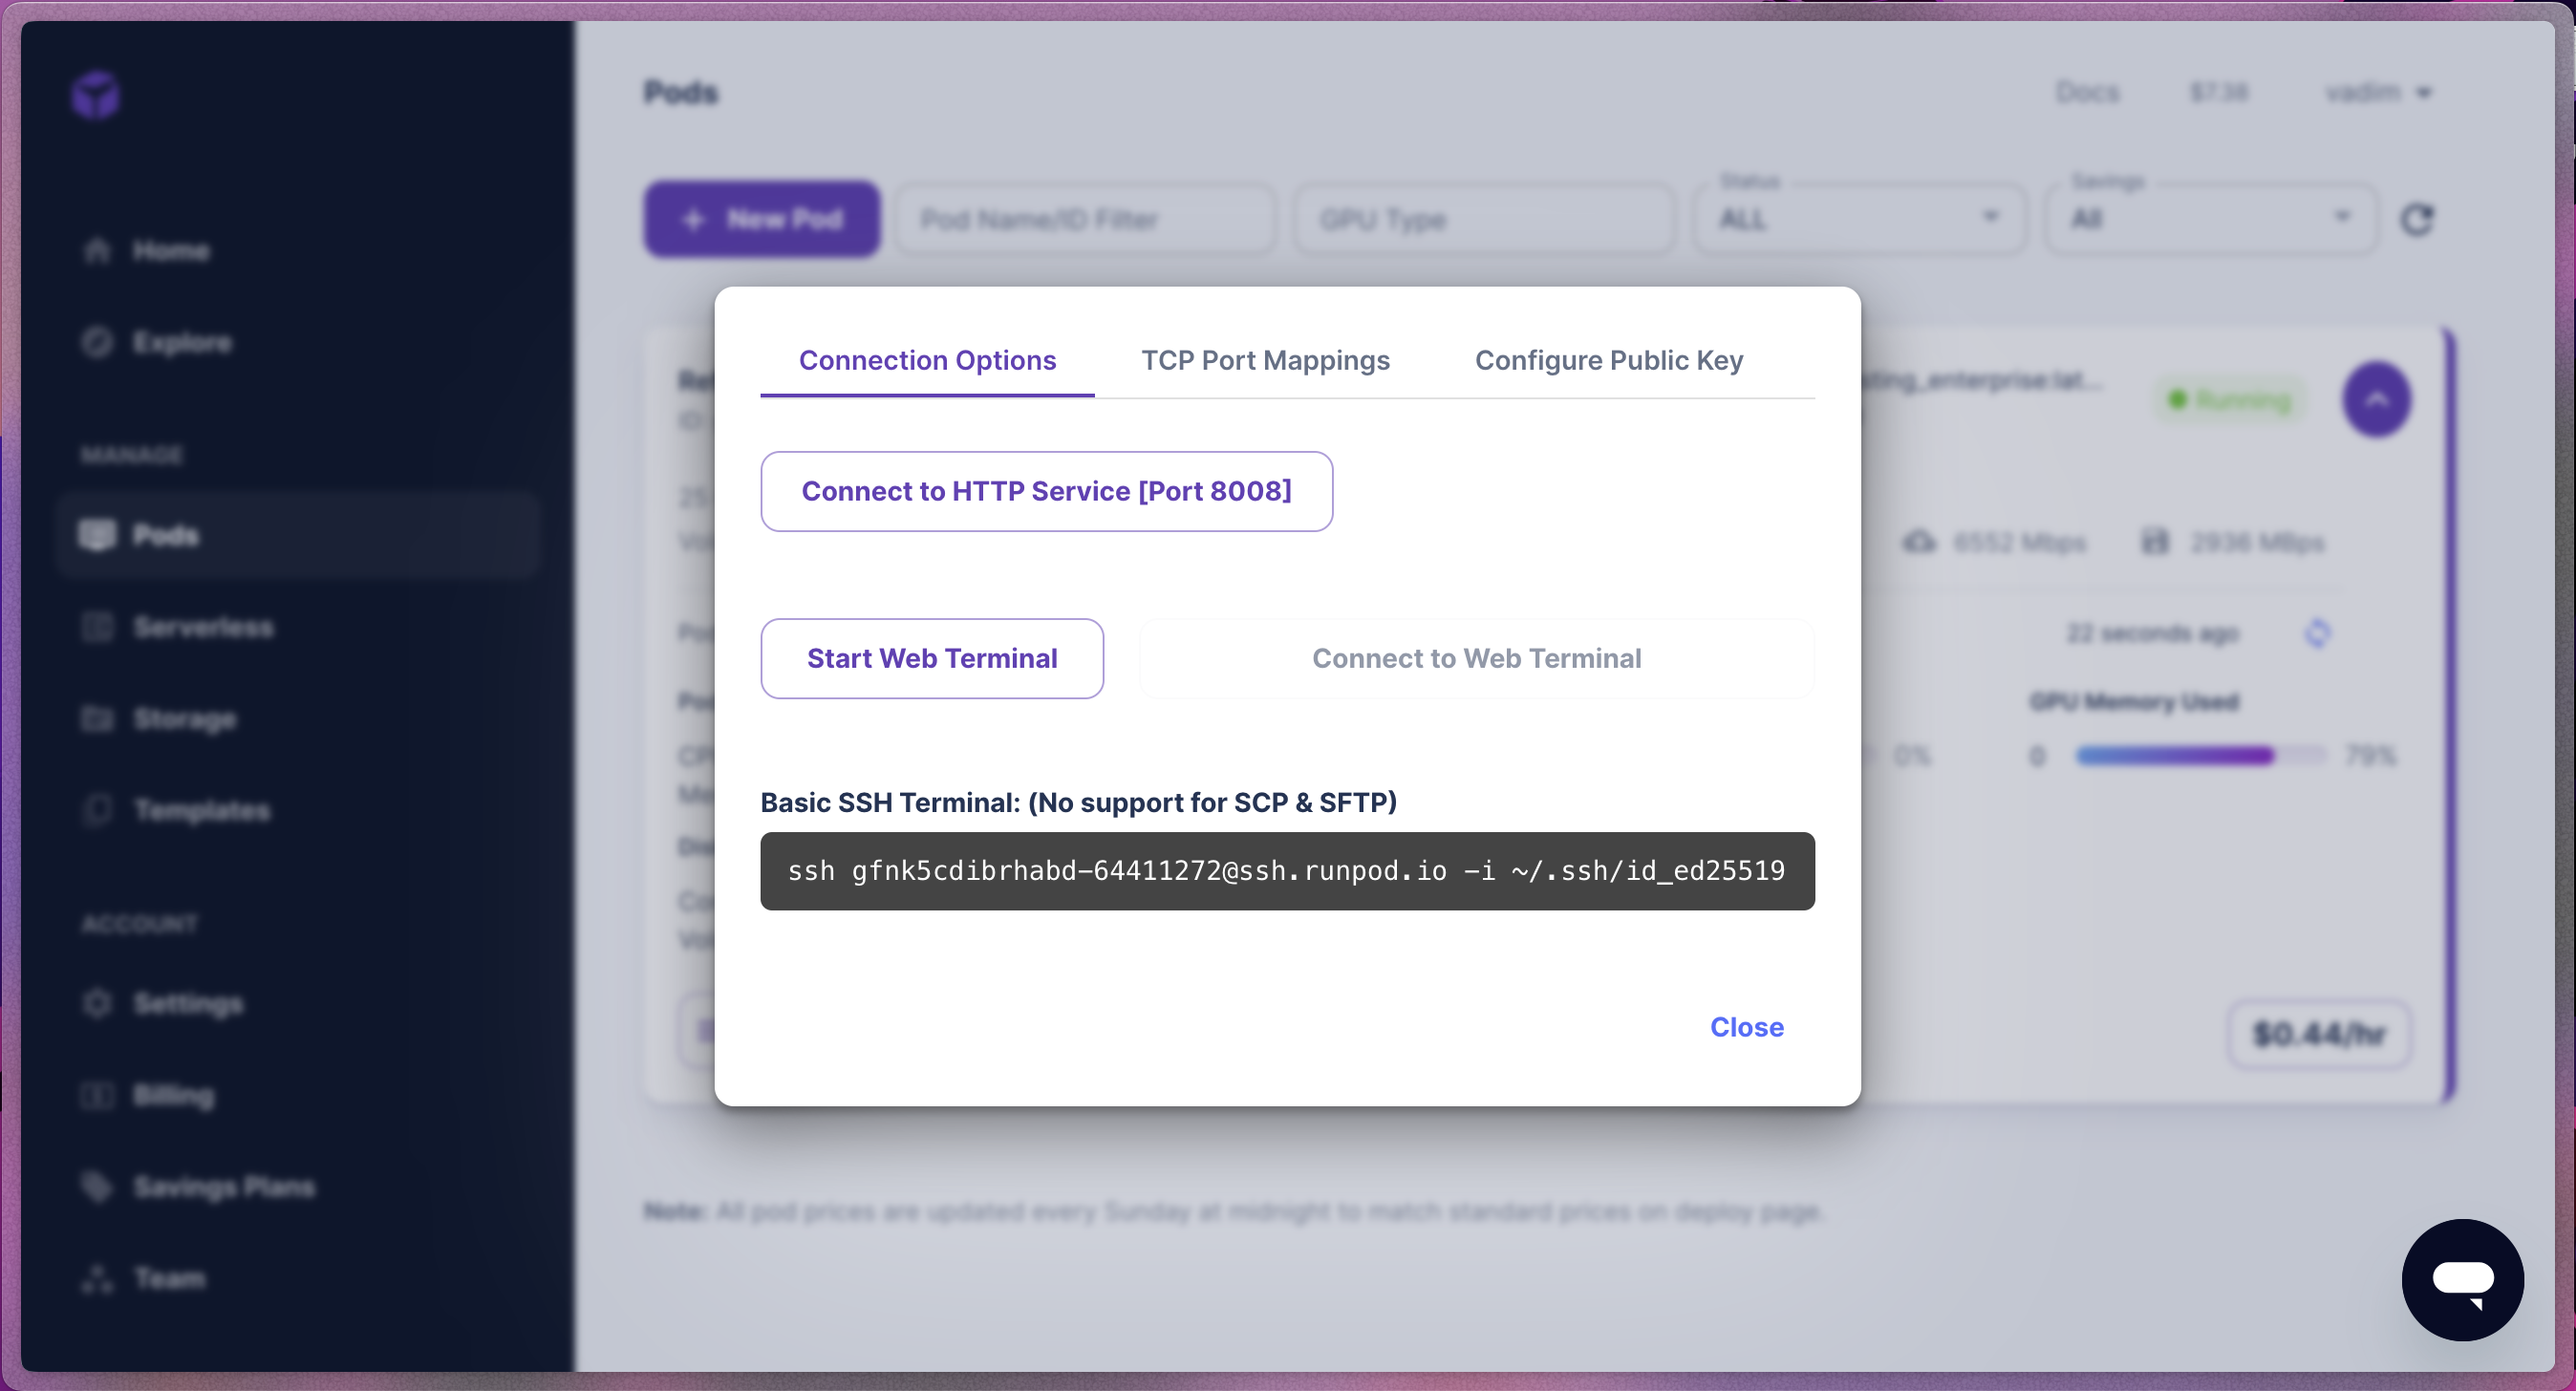 Pods
Docs
$7.38
vadim
Home
Explore
MANAGE
Pods
Serverless
Storage
Templates
ACCOUNT
Settings
Billing
Savings Plans
Team
+ New Pod
Pod Name/ID Filter
GPU Type
Status
ALL
Savings
All
Connection Options
TCP Port Mappings
Configure Public Key
Connect to HTTP Service [Port 8008]
Start Web Terminal
Connect to Web Terminal
Basic SSH Terminal: (No support for SCP & SFTP)
ssh gfnk5cdibrhabd-64411272@ssh.runpod.io -i ~/.ssh/id_ed25519
Close
ating_enterprise:lat...
Running
6552 Mbps
2936 MBps
22 seconds ago
GPU Memory Used
0%
0
79%
$0.44/hr
Note: All pod prices are updated every Sunday at midnight to match standard prices on deploy page.